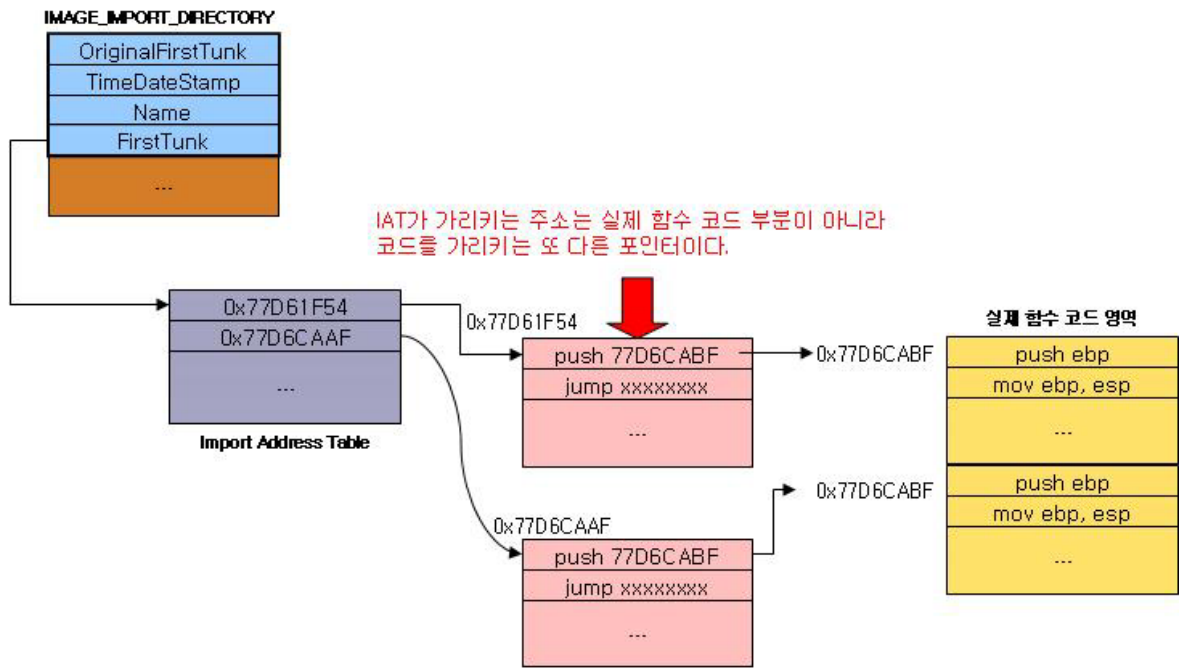 IMAGE_IMPORT_DIRECTORY
OriginalFirstTunk
TimeDateStamp
Name
FirstTunk
...
IAT가 가리키는 주소는 실제 함수 코드 부분이 아니라
코드를 가리키는 또 다른 포인터이다.
0x77D61F54
0x77D6CAAF
...
Import Address Table
0x77D61F54
push 77D6CABF
jump xxxxxxxx
...
0x77D6CAAF
push 77D6CABF
jump xxxxxxxx
...
실제 함수 코드 영역
0x77D6CABF
push ebp
mov ebp, esp
...
0x77D6CABF
push ebp
mov ebp, esp
...